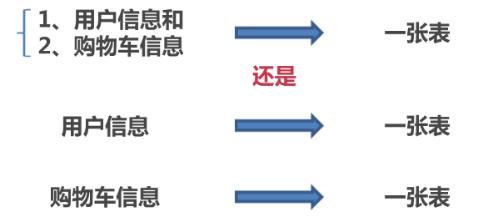 1、用户信息和
2、购物车信息
一张表
还是
用户信息
一张表
购物车信息
一张表